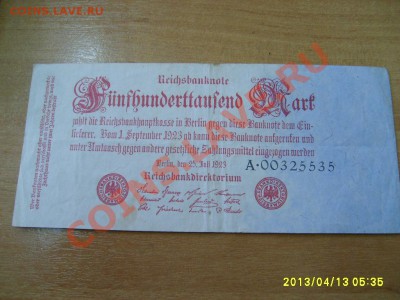 COINS.LAVE.RU
Reichsbanknote
Fünfhunderttausend Mark
zahlt die Reichsbankhauptkasse in Berlin gegen diese Banknote dem Ein-
lieferer. Vom 1. September 1923 ab kann diese Banknote aufgerufen und
unter Umtausch gegen andere gesetzliche Zahlungsmittel eingezogen werden
Berlin, den 25. Juli 1923
A·00325535
Reichsbankdirektorium
COINS.LAVE.RU
2013/04/13 05:35